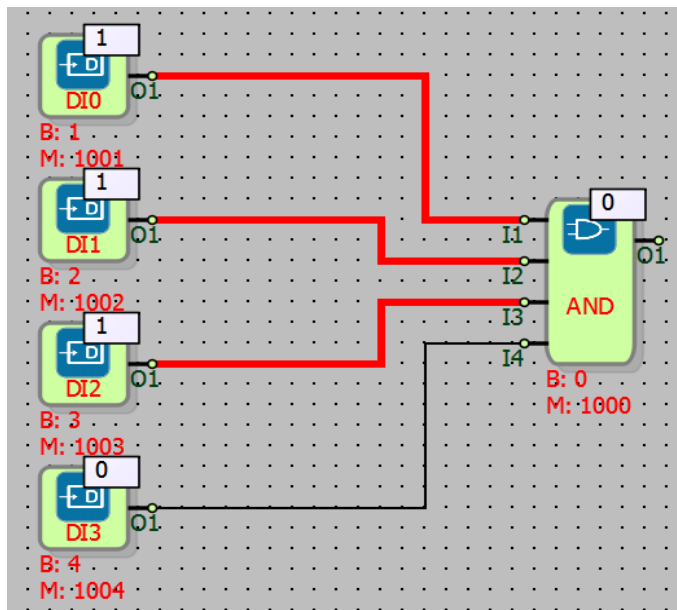 1
D
DI0
O1
B: 1
M: 1001
1
D
DI1
O1
B: 2
M: 1002
1
D
DI2
O1
B: 3
M: 1003
0
D
DI3
O1
B: 4
M: 1004
0
I1
I2
I3
I4
AND
O1
B: 0
M: 1000